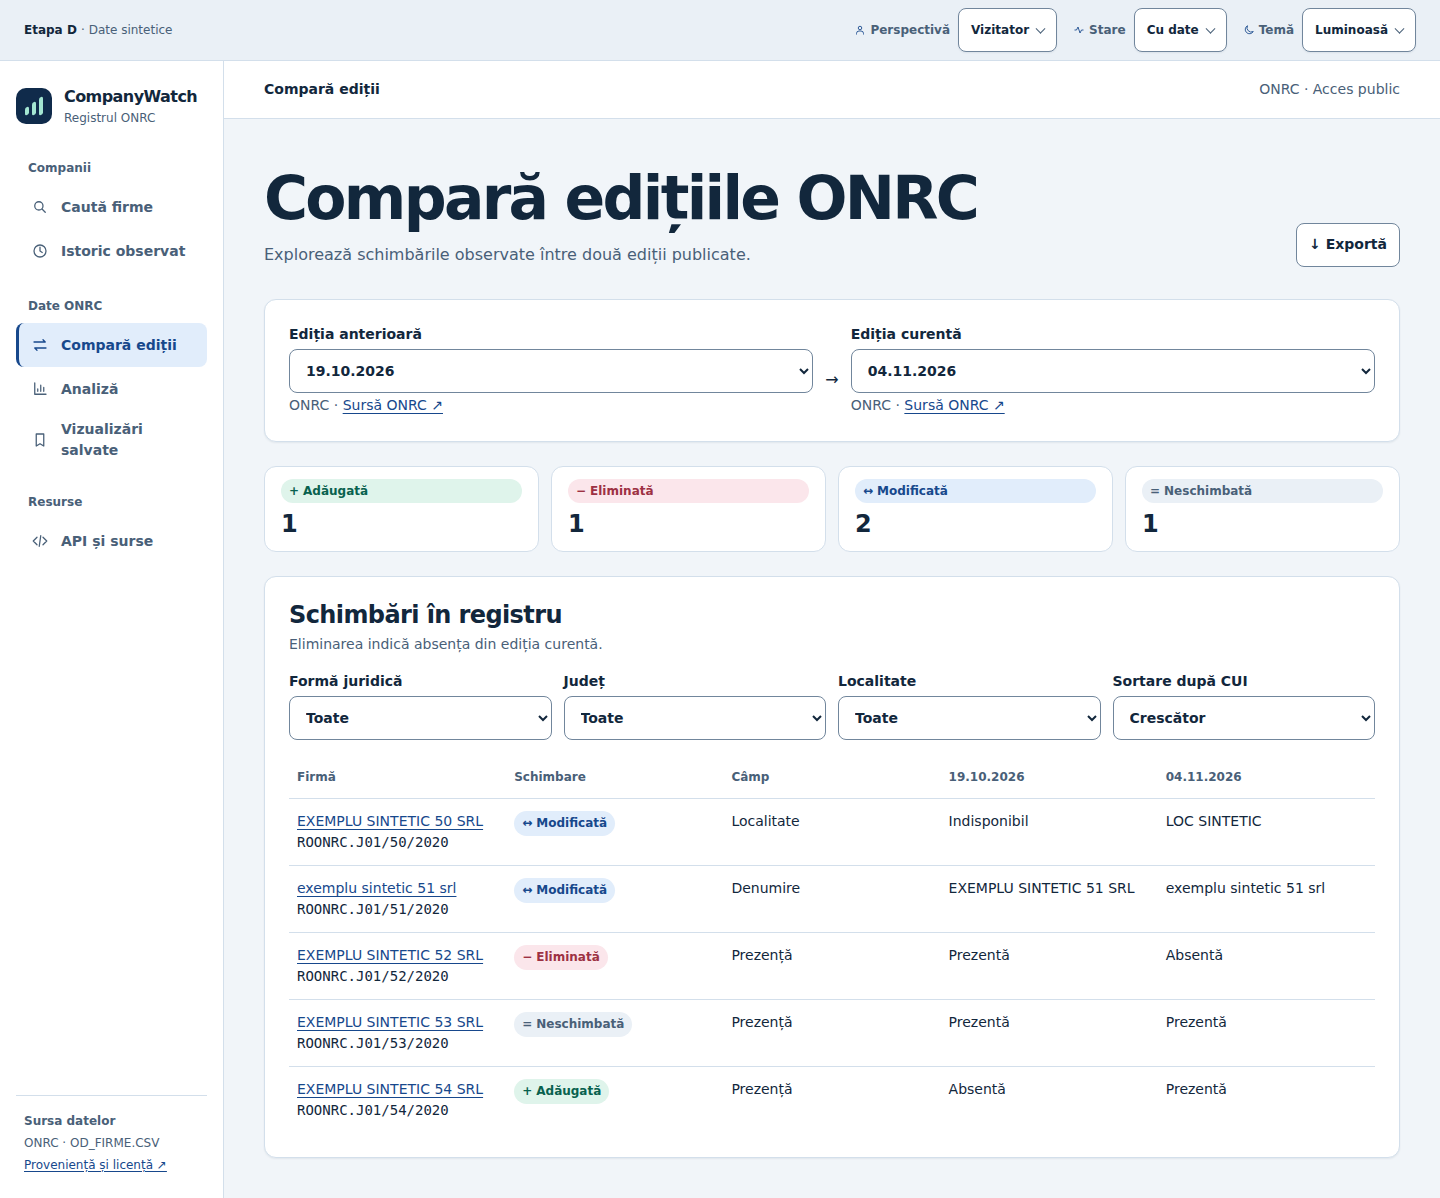 Etapa D · Date sintetice
Perspectivă Vizitator Stare Cu date Temă Luminoasă
CompanyWatch
Registrul ONRC
Companii
Caută firme
Istoric observat
Date ONRC
Compară ediții
Analiză
Vizualizări
salvate
Resurse
API și surse
Sursa datelor
ONRC · OD_FIRME.CSV
Proveniență și licență ↗
Compară ediții
ONRC · Acces public
Compară edițiile ONRC
Explorează schimbările observate între două ediții publicate.
↓ Exportă
Ediția anterioară
19.10.2026
ONRC · Sursă ONRC ↗
→
Ediția curentă
04.11.2026
ONRC · Sursă ONRC ↗
+ Adăugată
1
− Eliminată
1
↔ Modificată
2
= Neschimbată
1
Schimbări în registru
Eliminarea indică absența din ediția curentă.
Formă juridică Județ Localitate Sortare după CUI
Toate Toate Toate Crescător
Firmă Schimbare Câmp 19.10.2026 04.11.2026
EXEMPLU SINTETIC 50 SRL ↔ Modificată Localitate Indisponibil LOC SINTETIC
ROONRC.J01/50/2020
exemplu sintetic 51 srl ↔ Modificată Denumire EXEMPLU SINTETIC 51 SRL exemplu sintetic 51 srl
ROONRC.J01/51/2020
EXEMPLU SINTETIC 52 SRL − Eliminată Prezență Prezentă Absentă
ROONRC.J01/52/2020
EXEMPLU SINTETIC 53 SRL = Neschimbată Prezență Prezentă Prezentă
ROONRC.J01/53/2020
EXEMPLU SINTETIC 54 SRL + Adăugată Prezență Absentă Prezentă
ROONRC.J01/54/2020